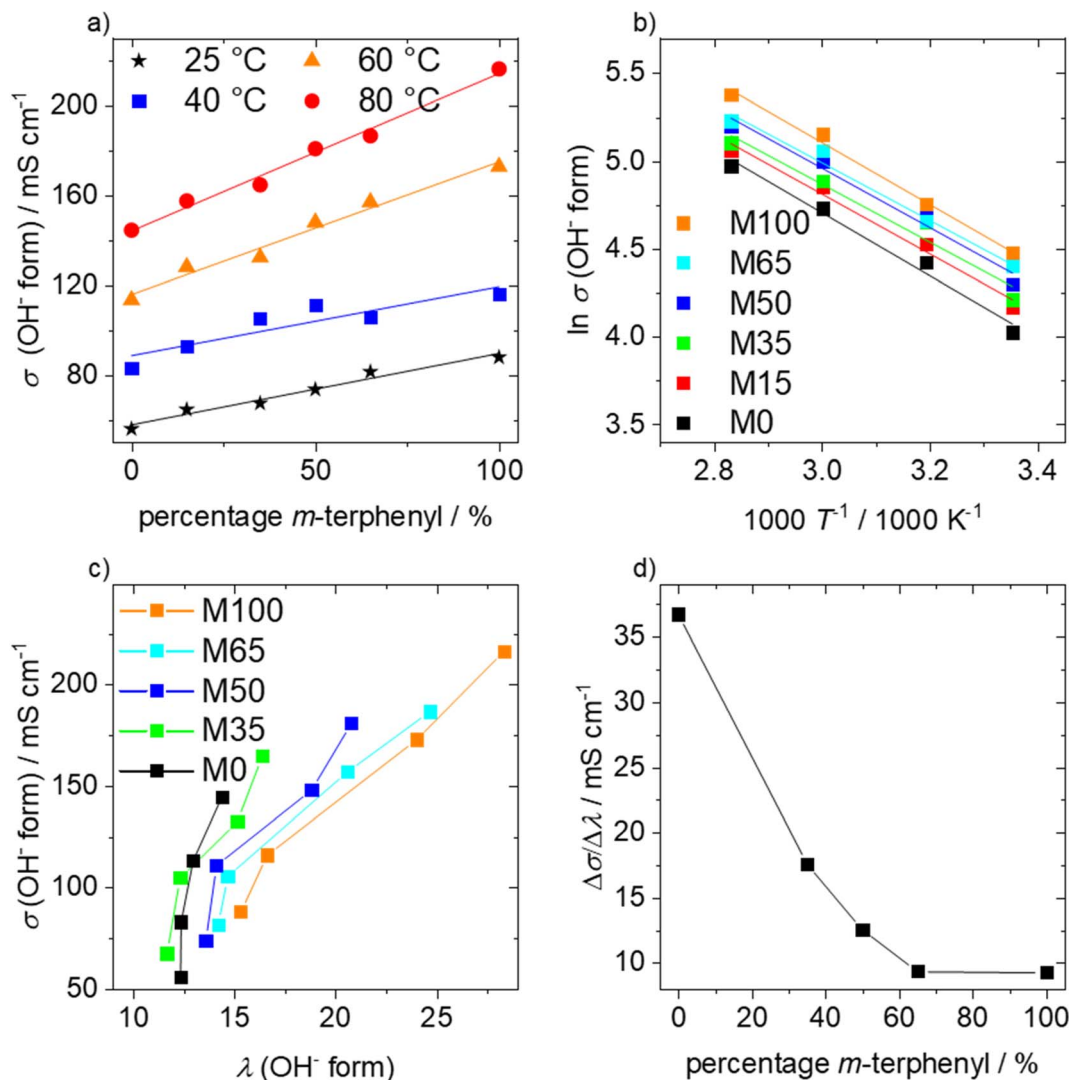 a)
25 °C
60 °C
40 °C
80 °C
σ (OH⁻ form) / mS cm⁻¹
200
160
120
80
0
50
100
percentage m-terphenyl / %
b)
ln σ (OH⁻ form)
5.5
5.0
4.5
4.0
3.5
M100
M65
M50
M35
M15
M0
2.8
3.0
3.2
3.4
1000 T⁻¹ / 1000 K⁻¹
c)
M100
M65
M50
M35
M0
σ (OH⁻ form) / mS cm⁻¹
200
150
100
50
10
15
20
25
λ (OH⁻ form)
d)
Δσ/Δλ / mS cm⁻¹
35
30
25
20
15
10
0
20
40
60
80
100
percentage m-terphenyl / %